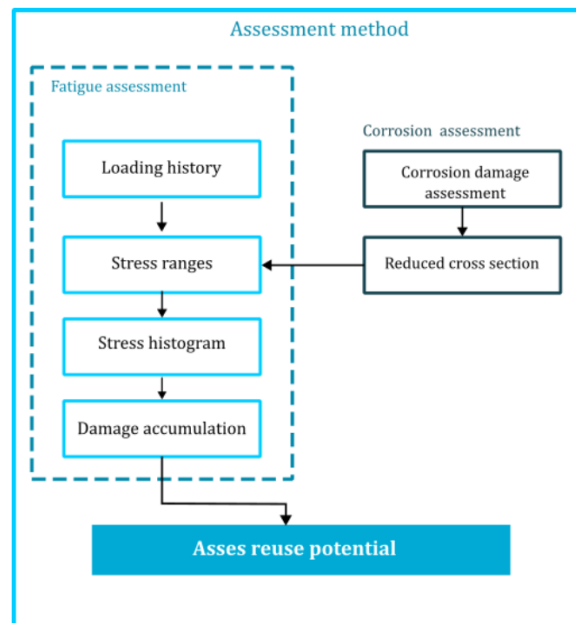 Assessment method
Fatigue assessment
Loading history
Stress ranges
Stress histogram
Damage accumulation
Corrosion assessment
Corrosion damage
assessment
Reduced cross section
Asses reuse potential